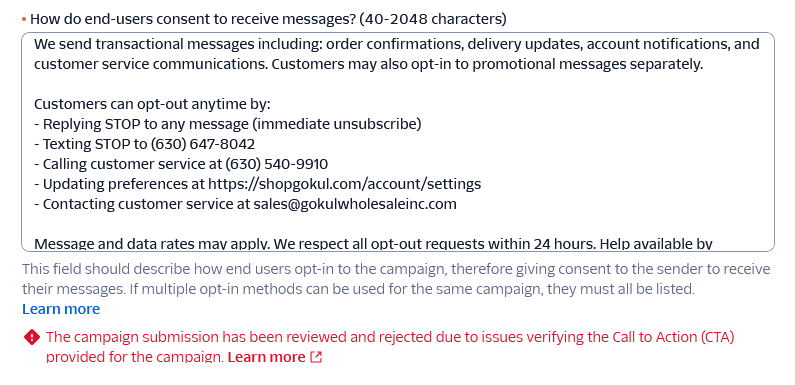 • How do end-users consent to receive messages? (40-2048 characters)
We send transactional messages including: order confirmations, delivery updates, account notifications, and
customer service communications. Customers may also opt-in to promotional messages separately.
Customers can opt-out anytime by:
- Replying STOP to any message (immediate unsubscribe)
- Texting STOP to (630) 647-8042
- Calling customer service at (630) 540-9910
- Updating preferences at https://shopgokul.com/account/settings
- Contacting customer service at sales@gokulwholesaleinc.com
Message and data rates may apply. We respect all opt-out requests within 24 hours. Help available by
This field should describe how end users opt-in to the campaign, therefore giving consent to the sender to receive
their messages. If multiple opt-in methods can be used for the same campaign, they must all be listed.
Learn more
The campaign submission has been reviewed and rejected due to issues verifying the Call to Action (CTA)
provided for the campaign. Learn more